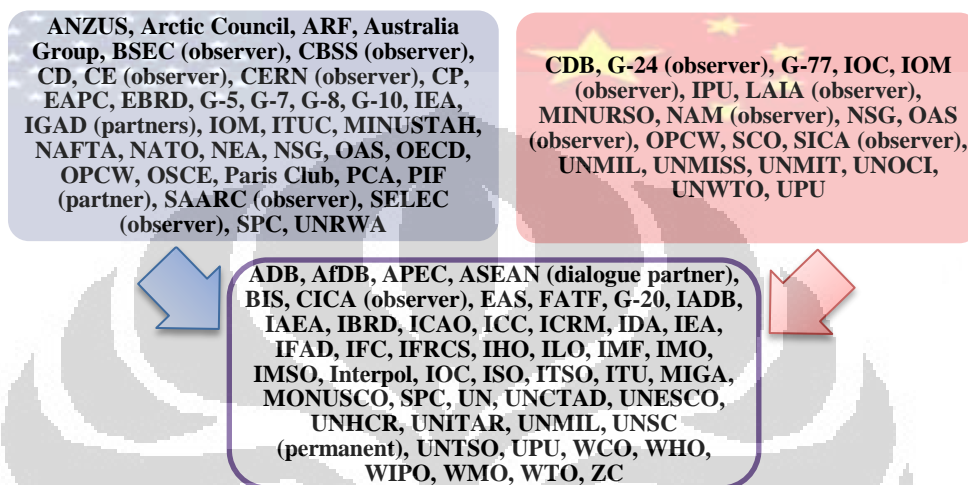 ANZUS, Arctic Council, ARF, Australia
Group, BSEC (observer), CBSS (observer),
CD, CE (observer), CERN (observer), CP,
EAPC, EBRD, G-5, G-7, G-8, G-10, IEA,
IGAD (partners), IOM, ITUC, MINUSTAH,
NAFTA, NATO, NEA, NSG, OAS, OECD,
OPCW, OSCE, Paris Club, PCA, PIF
(partner), SAARC (observer), SELEC
(observer), SPC, UNRWA
CDB, G-24 (observer), G-77, IOC, IOM
(observer), IPU, LAIA (observer),
MINURSO, NAM (observer), NSG, OAS
(observer), OPCW, SCO, SICA (observer),
UNMIL, UNMISS, UNMIT, UNOCI,
UNWTO, UPU
ADB, AfDB, APEC, ASEAN (dialogue partner),
BIS, CICA (observer), EAS, FATF, G-20, IADB,
IAEA, IBRD, ICAO, ICC, ICRM, IDA, IEA,
IFAD, IFC, IFRCS, IHO, ILO, IMF, IMO,
IMSO, Interpol, IOC, ISO, ITSO, ITU, MIGA,
MONUSCO, SPC, UN, UNCTAD, UNESCO,
UNHCR, UNITAR, UNMIL, UNSC
(permanent), UNTSO, UPU, WCO, WHO,
WIPO, WMO, WTO, ZC